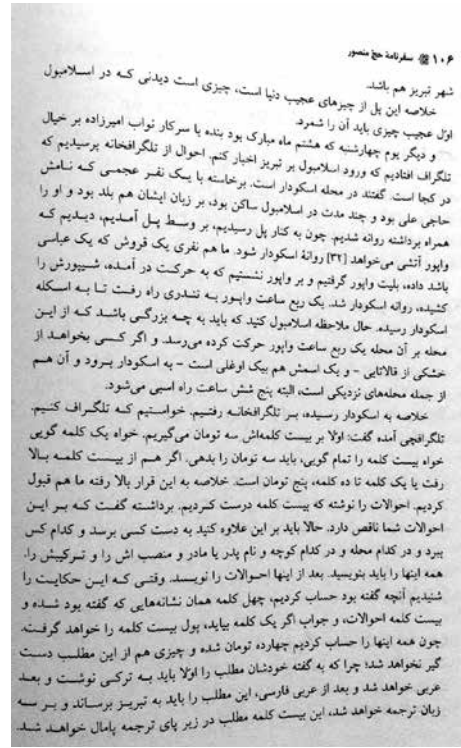 ۱۰۶ سفرنامهٔ حج منصور
شهر تبریز هم باشد.
خلاصه این پل از چیزهای عجیب دنیا است، چیزی است دیدنی که در اسلامبول
اوّل عجیب چیزی باید آن را شمرد.
و دیگر یوم چهارشنبه که هشتم ماه مبارک بود بنده با سرکار نواب امیرزاده بر خیال
تلگراف افتادیم که ورود اسلامبول بر تبریز اخبار کنم. احوال از تلگرافخانه پرسیدیم که
در کجا است. گفتند در محله اسکودار است. برخاسته با یک نفر عجمی که نامش
حاجی علی بود و چند مدت در اسلامبول ساکن بود، بر زبان ایشان هم بلد بود و او را
همراه برداشته روانه شدیم. چون به کنار پل رسیدیم، بر وسط پل آمدیم، دیدیم که
واپور آتشی می‌خواهد [۳۲] روانهٔ اسکودار شود. ما هم نفری یک قروش که یک عباسی
باشد داده، بلیت واپور گرفتیم و بر واپور نشستیم که به حرکت در آمده، شیپورش را
کشیده، روانه اسکودار شد. یک ربع ساعت واپور به تندری راه رفت تا به اسکله
اسکودار رسیده. حال ملاحظه اسلامبول کنید که باید به چه بزرگی باشد که از این
محله بر آن محله یک ربع ساعت واپور حرکت کرده می‌رسد. و اگر کسی بخواهد از
خشکی از قالاتایی - و یک اسمش هم بیک اوغلی است - به اسکودار برود و آن هم
از جمله محله‌های نزدیکی است، البته پنج شش ساعت راه اسبی می‌شود.
خلاصه به اسکودار رسیده، بر تلگرافخانه رفتیم. خواستیم که تلگراف کنیم.
تلگرافچی آمده گفت: اولا بر بیست کلمه‌اش سه تومان می‌گیریم. خواه یک کلمه گویی
خواه بیست کلمه را تمام گویی، باید سه تومان را بدهی. اگر هم از بیست کلمه بالا
رفت یا یک کلمه تا ده کلمه، پنج تومان است. خلاصه به این قرار بالا رفته ما هم قبول
کردیم. احوالات را نوشته که بیست کلمه درست کردیم. برداشته گفت که بر این
احوالات شما ناقص دارد. حالا باید بر این علاوه کنید به دست کسی برسد و کدام کس
ببرد و در کدام محله و در کدام کوچه و نام پدر یا مادر و منصب اش را و ترکیبش را.
همه اینها را باید بنویسید. بعد از اینها احوالات را نویسد. وقتی که این حکایت را
شنیدیم آنچه گفته بود حساب کردیم، چهل کلمه همان نشانه‌هایی که گفته بود شده و
بیست کلمه احوالات، و جواب اگر یک کلمه بیاید، پول بیست کلمه را خواهد گرفت.
چون همه اینها را حساب کردیم چهارده تومان شده و چیزی هم از این مطلب دست
گیر نخواهد شد؛ چرا که به گفته خودشان مطلب را اوّلا باید به ترکی نوشت و بعد
عربی خواهد شد و بعد از عربی فارسی، این مطلب را باید به تبریز برساند و بر سه
زبان ترجمه خواهد شد، این بیست کلمه مطلب در زیر پای ترجمه پامال خواهد شد.